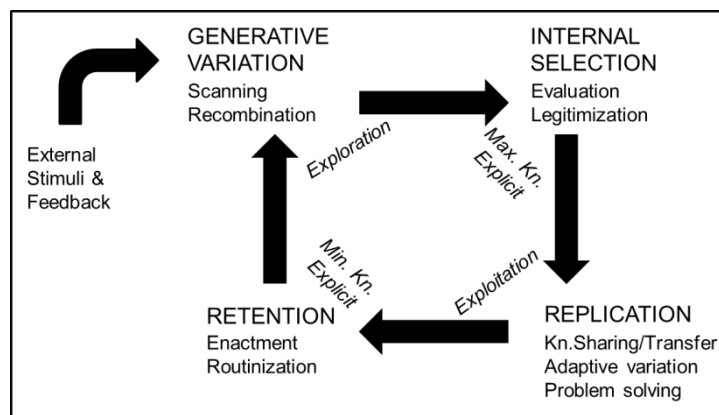 GENERATIVE
VARIATION
Scanning
Recombination
INTERNAL
SELECTION
Evaluation
Legitimization
External
Stimuli &
Feedback
Exploration
Max. Kn.
Explicit
Min. Kn.
Explicit
Exploitation
RETENTION
Enactment
Routinization
REPLICATION
Kn.Sharing/Transfer
Adaptive variation
Problem solving